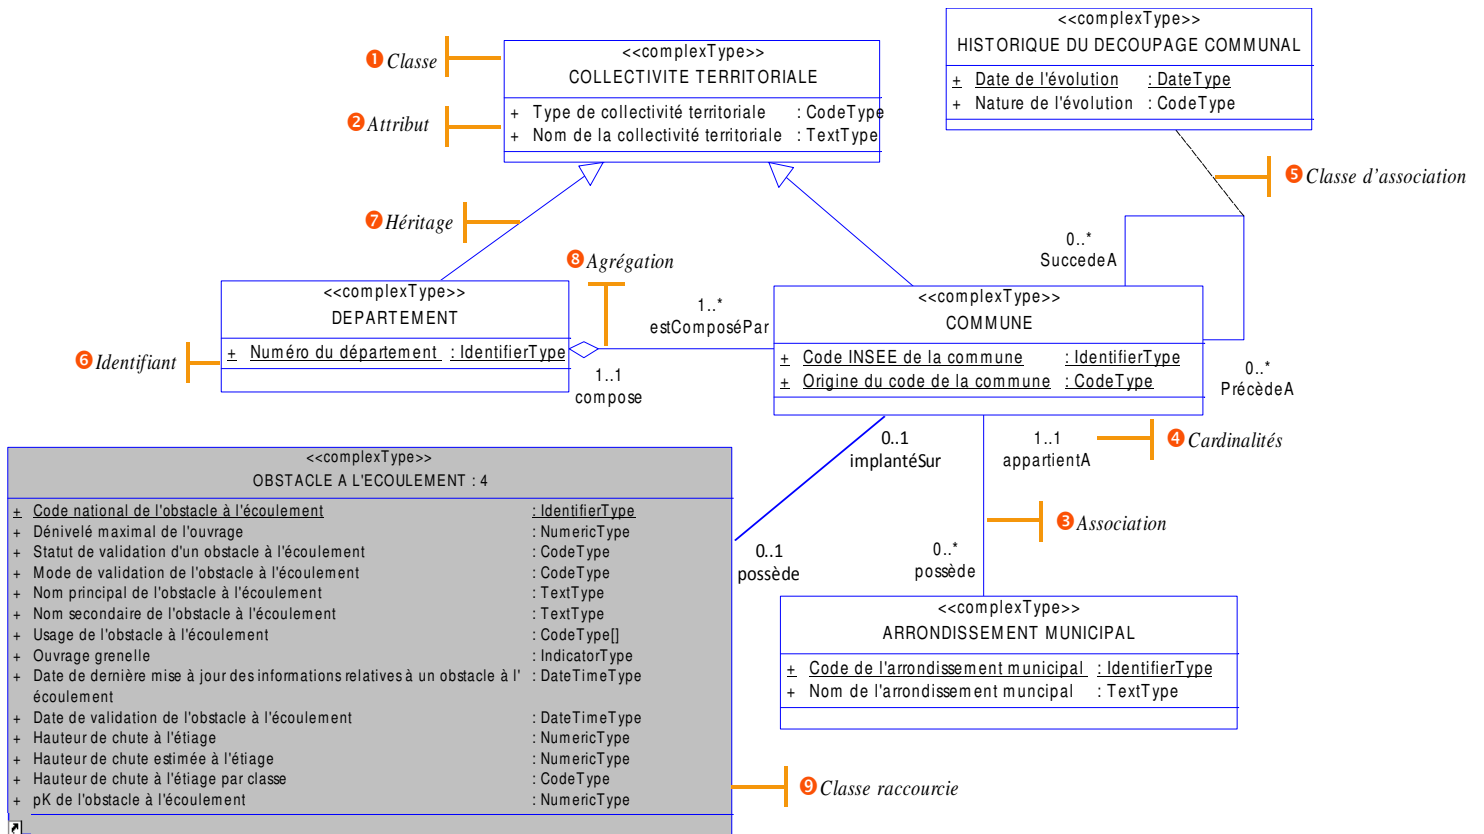 <<complexType>>
HISTORIQUE DU DECOUPAGE COMMUNAL
+ Date de l'évolution : DateType
+ Nature de l'évolution : CodeType
❶ Classe
<<complexType>>
COLLECTIVITE TERRITORIALE
❷ Attribut
+ Type de collectivité territoriale : CodeType
+ Nom de la collectivité territoriale : TextType
❺ Classe d'association
❼ Héritage
0..*
SuccedeA
❽ Agrégation
<<complexType>>
DEPARTEMENT
❻ Identifiant
+ Numéro du département : IdentifierType
1..*
estComposéPar
1..1
compose
<<complexType>>
COMMUNE
+ Code INSEE de la commune : IdentifierType
+ Origine du code de la commune : CodeType
0..*
PrécèdeA
0..1
implantéSur
1..1
appartientA
❹ Cardinalités
❸ Association
0..1
possède
0..*
possède
<<complexType>>
OBSTACLE A L'ECOULEMENT : 4
+ Code national de l'obstacle à l'écoulement : IdentifierType
+ Dénivelé maximal de l'ouvrage : NumericType
+ Statut de validation d'un obstacle à l'écoulement : CodeType
+ Mode de validation de l'obstacle à l'écoulement : CodeType
+ Nom principal de l'obstacle à l'écoulement : TextType
+ Nom secondaire de l'obstacle à l'écoulement : TextType
+ Usage de l'obstacle à l'écoulement : CodeType[]
+ Ouvrage grenelle : IndicatorType
+ Date de dernière mise à jour des informations relatives à un obstacle à l' : DateTimeType
écoulement
+ Date de validation de l'obstacle à l'écoulement : DateTimeType
+ Hauteur de chute à l'étiage : NumericType
+ Hauteur de chute estimée à l'étiage : NumericType
+ Hauteur de chute à l'étiage par classe : CodeType
+ pK de l'obstacle à l'écoulement : NumericType
<<complexType>>
ARRONDISSEMENT MUNICIPAL
+ Code de l'arrondissement municipal : IdentifierType
+ Nom de l'arrondissement muncipal : TextType
❾ Classe raccourcie